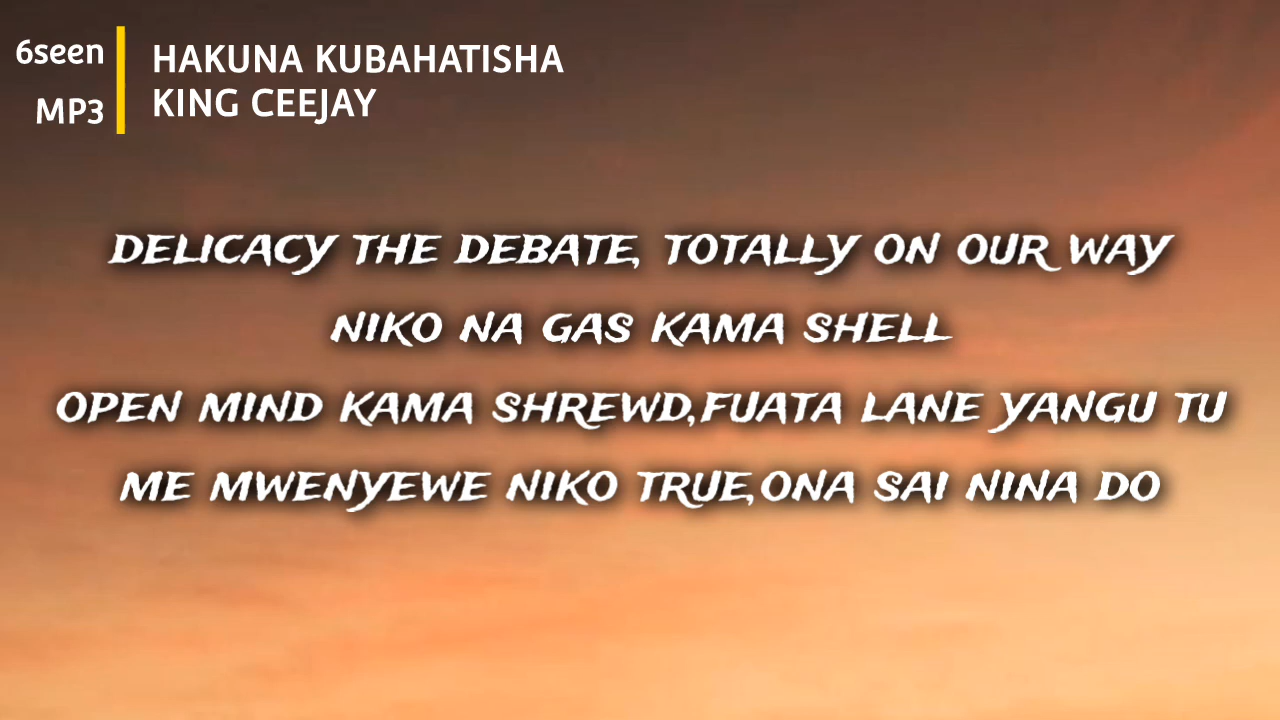 6seen
MP3
HAKUNA KUBAHATISHA
KING CEEJAY
DELICACY THE DEBATE, TOTALLY ON OUR WAY
NIKO NA GAS KAMA SHELL
OPEN MIND KAMA SHREWD,FUATA LANE YANGU TU
ME MWENYEWE NIKO TRUE,ONA SAI NINA DO